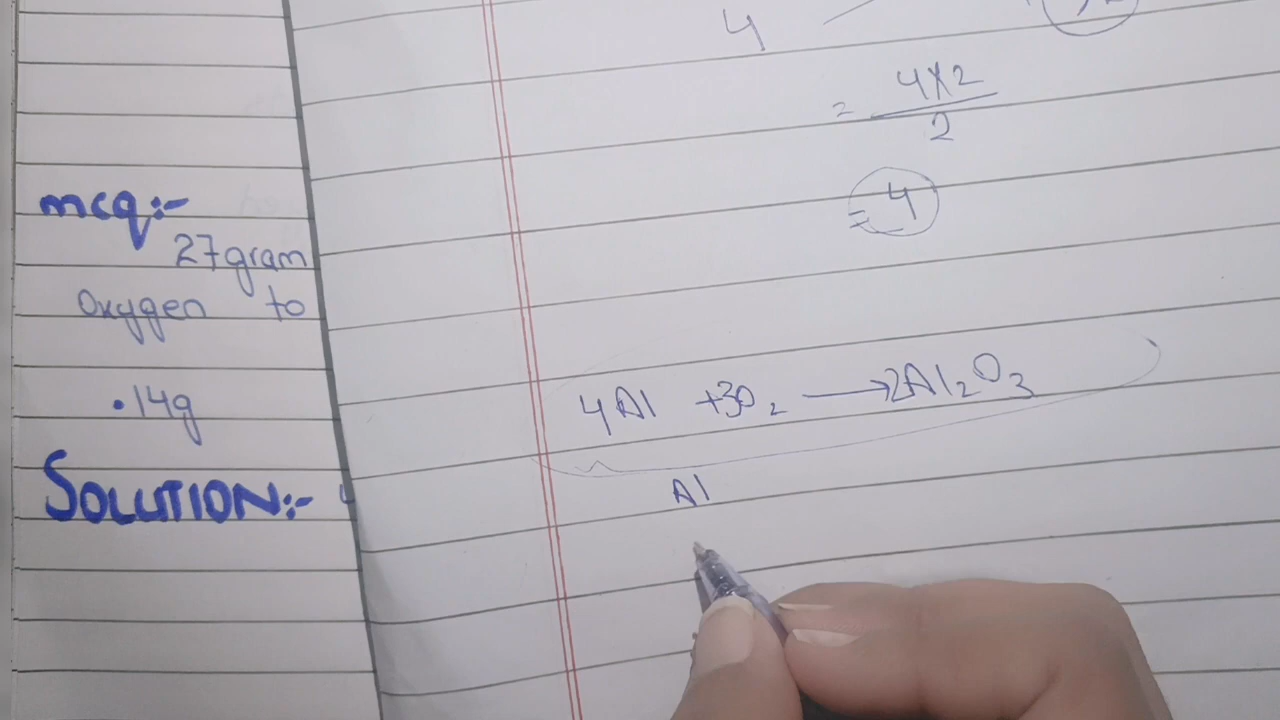 mcq:-
27gram
Oxygen to
• 14g
SOLUTION:-
4
= 4×2
2
= 4
4Al + 3O₂ → 2Al₂O₃
Al